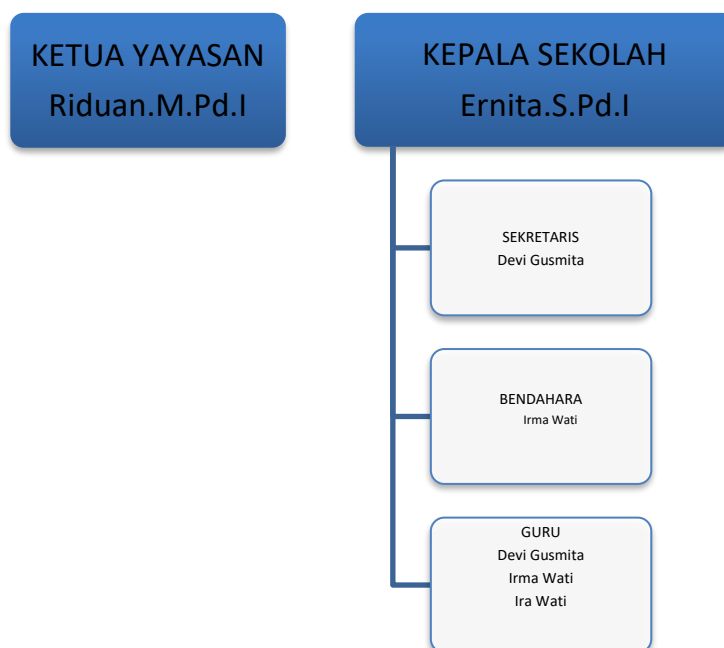 KETUA YAYASAN
Riduan.M.Pd.I
KEPALA SEKOLAH
Ernita.S.Pd.I
SEKRETARIS
Devi Gusmita
BENDAHARA
Irma Wati
GURU
Devi Gusmita
Irma Wati
Ira Wati